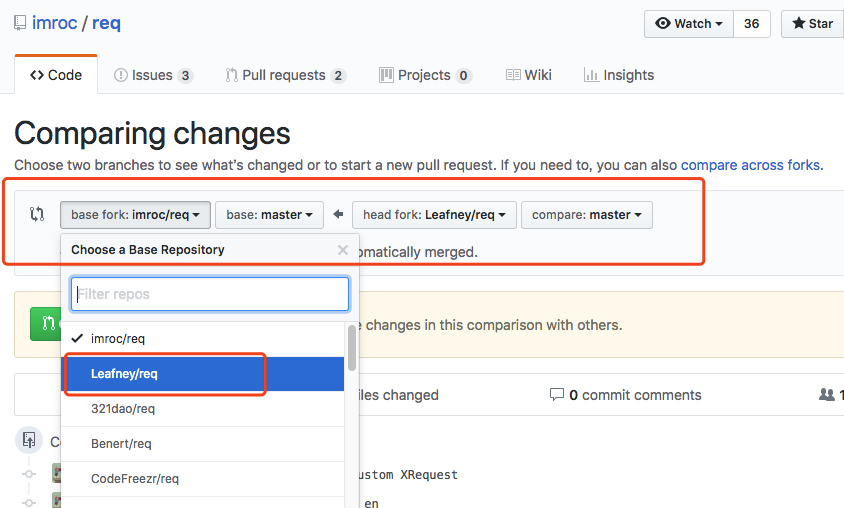 imroc / req
Watch 36 Star
Code Issues 3 Pull requests 2 Projects 0 Wiki Insights
Comparing changes
Choose two branches to see what's changed or to start a new pull request. If you need to, you can also compare across forks.
base fork: imroc/req base: master head fork: Leafney/req compare: master
Choose a Base Repository
omatically merged.
Filter repos
changes in this comparison with others.
imroc/req
Leafney/req
files changed 0 commit comments 1
321dao/req
Benert/req
ustom XRequest
CodeFreezr/req
en